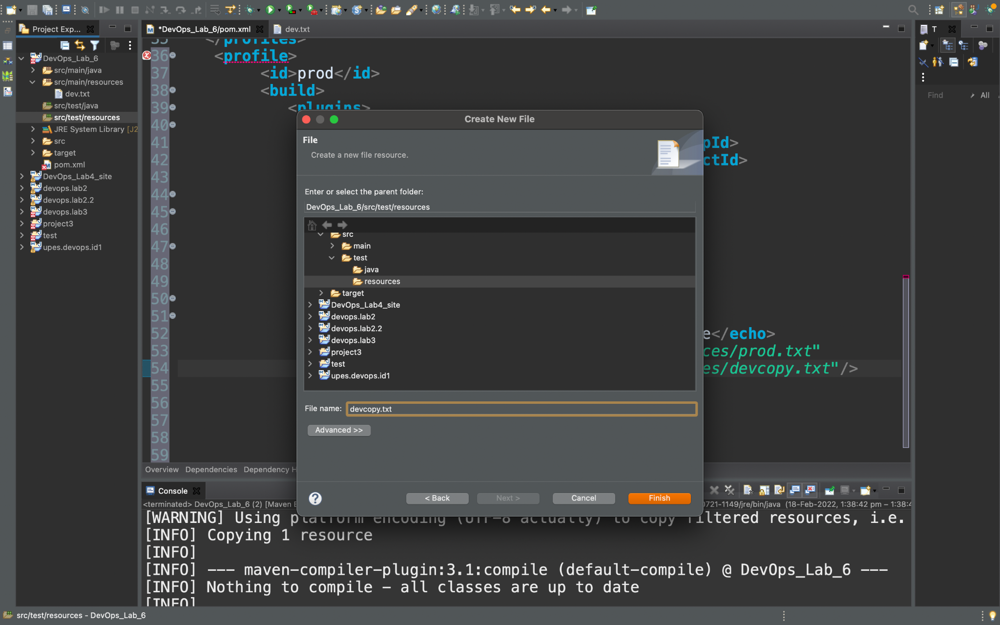 Project Exp...
*DevOps_Lab_6/pom.xml
dev.txt
T
DevOps_Lab_6
src/main/java
src/main/resources
dev.txt
src/test/java
src/test/resources
JRE System Library [J2
src
target
pom.xml
DevOps_Lab4_site
devops.lab2
devops.lab2.2
devops.lab3
project3
test
upes.devops.id1
35 </profiles>
36 <profile>
37 <id>prod</id>
38 <build>
39 <plugins>
40
41 pId>
42 ctId>
43
44
45
46
47
48
49
50
51
52 e</echo>
53 ces/prod.txt"
54 es/devcopy.txt"/>
55
56
57
58
59
Create New File
File
Create a new file resource.
Enter or select the parent folder:
DevOps_Lab_6/src/test/resources
src
main
test
java
resources
target
DevOps_Lab4_site
devops.lab2
devops.lab2.2
devops.lab3
project3
test
upes.devops.id1
File name: devcopy.txt
Advanced >>
? < Back Next > Cancel Finish
Find All
Overview Dependencies Dependency H
Console
<terminated> DevOps_Lab_6 (2) [Maven B 0721-1149/jre/bin/java (18-Feb-2022, 1:38:42 pm – 1:38:4
[WARNING] Using platform encoding (UTF-8 actually) to copy filtered resources, i.e.
[INFO] Copying 1 resource
[INFO]
[INFO] --- maven-compiler-plugin:3.1:compile (default-compile) @ DevOps_Lab_6 ---
[INFO] Nothing to compile - all classes are up to date
[INFO]
src/test/resources - DevOps_Lab_6